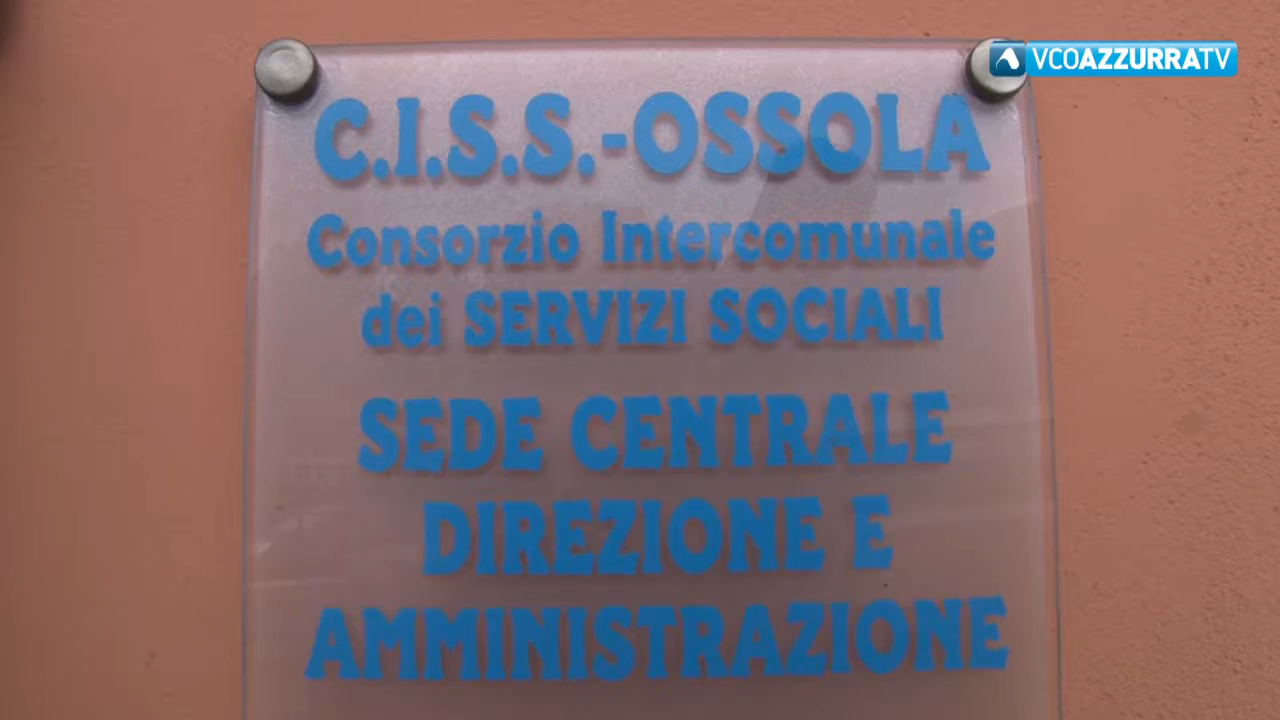 VCOAZZURRATV
C.I.S.S.-OSSOLA
Consorzio Intercomunale
dei SERVIZI SOCIALI
SEDE CENTRALE
DIREZIONE E
AMMINISTRAZIONE